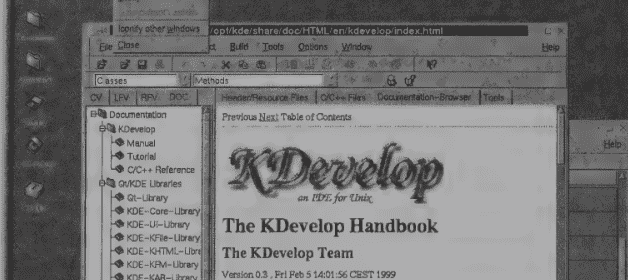 Iconify other windows
Close
/opt/kde/share/doc/HTML/en/kdevelop/index.html
Build Tools Options Window Help
Classes Methods
CV LFV RFV DOC
Header/Resource Files C/C++ Files Documentation-Browser Tools
Documentation
KDevelop
Manual
Tutorial
C/C++ Reference
Qt/KDE Libraries
Qt-Library
KDE-Core-Library
KDE-UI-Library
KDE-KFile-Library
KDE-KHTML-Libra
KDE-KFM-Library
KDE-KAB-Library
Previous Next Table of Contents
KDevelop
an IDE for Unix
The KDevelop Handbook
The KDevelop Team
Version 0.3 , Fri Feb 5 14:01:56 CEST 1999
Help